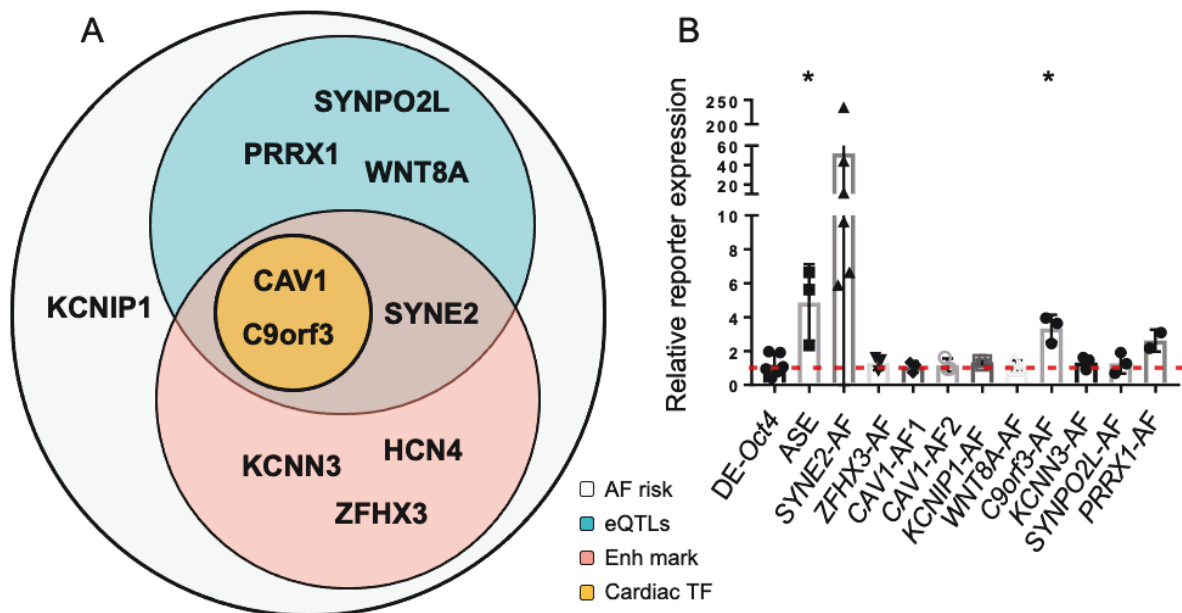 A
SYNPO2L
PRRX1
WNT8A
CAV1
KCNIP1
SYNE2
C9orf3
HCN4
KCNN3
ZFHX3
AF risk
eQTLs
Enh mark
Cardiac TF
B
* *
Relative reporter expression
250
200
60
40
20
10
8
6
4
2
0
DE-Oct4
ASE
SYNE2-AF
ZFHX3-AF
CAV1-AF1
CAV1-AF2
KCNIP1-AF
WNT8A-AF
C9orf3-AF
KCNN3-AF
SYNPO2L-AF
PRRX1-AF